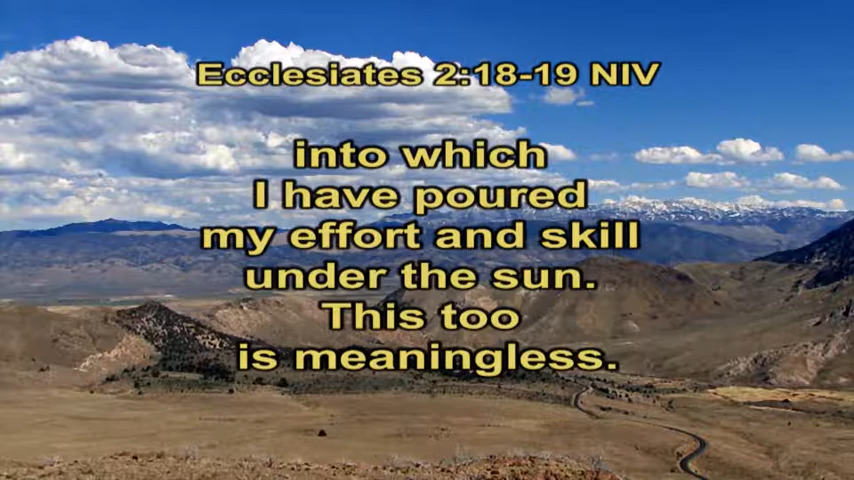 Ecclesiates 2:18-19 NIV
into which
I have poured
my effort and skill
under the sun.
This too
is meaningless.